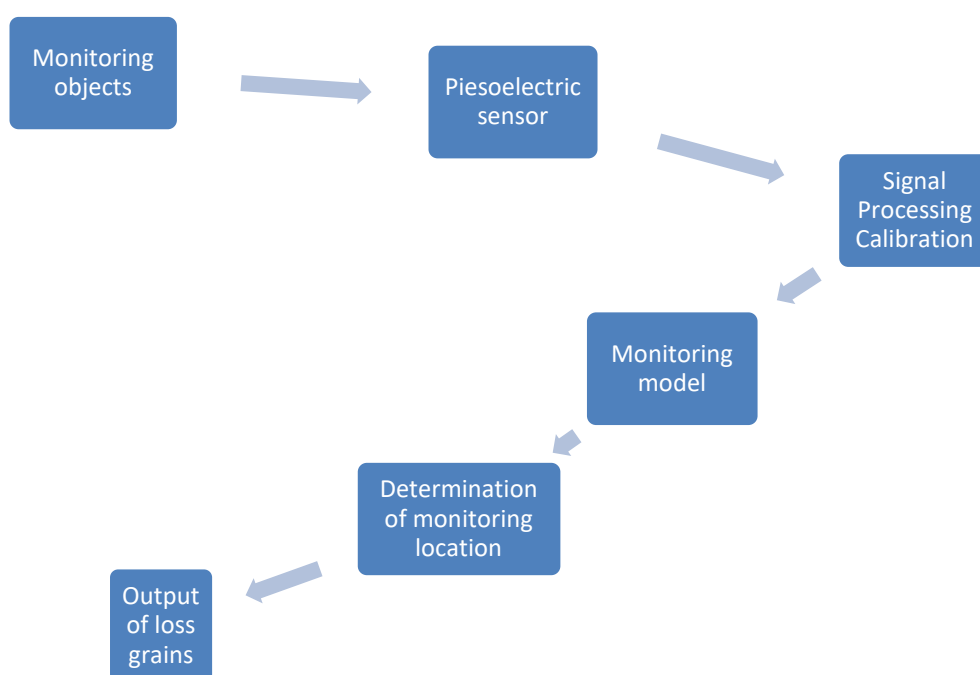 Monitoring
objects
Piesoelectric
sensor
Signal
Processing
Calibration
Monitoring
model
Determination
of monitoring
location
Output
of loss
grains